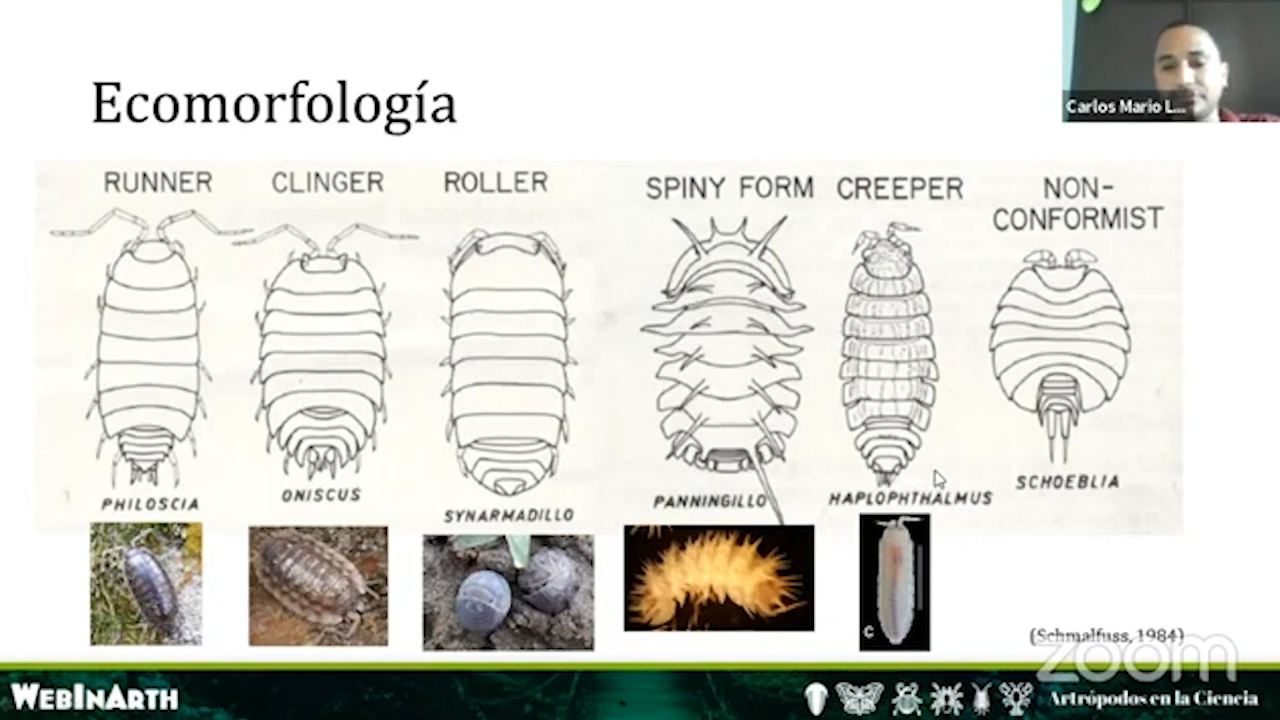 Ecomorfología
Carlos Mario L...
RUNNER
CLINGER
ROLLER
SPINY FORM
CREEPER
NON-
CONFORMIST
PHILOSCIA
ONISCUS
SYNARMADILLO
PANNINGILLO
HAPLOPHTHALMUS
SCHOEBLIA
C
(Schmalfuss, 1984)
zoom
WEBINARTH
Artrópodos en la Ciencia